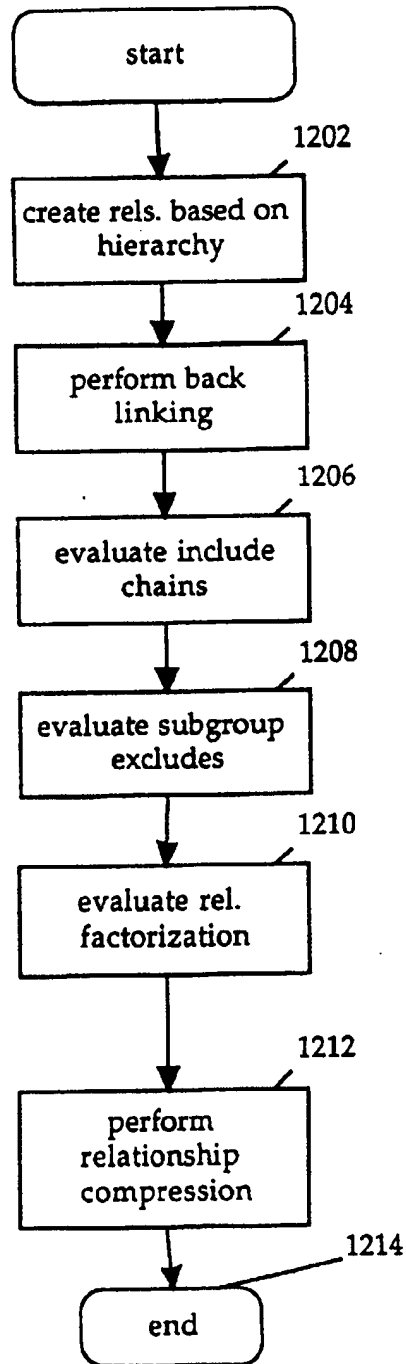 start
1202
create rels. based on
hierarchy
1204
perform back
linking
1206
evaluate include
chains
1208
evaluate subgroup
excludes
1210
evaluate rel.
factorization
1212
perform
relationship
compression
1214
end